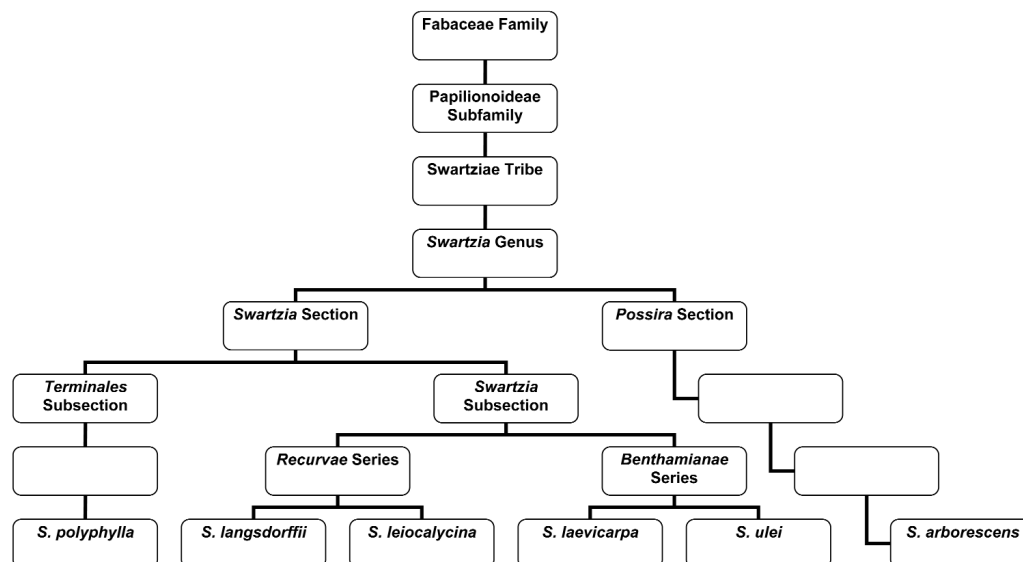 Fabaceae Family
Papilionoideae
Subfamily
Swartziae Tribe
Swartzia Genus
Swartzia Section
Possira Section
Terminales
Subsection
Swartzia
Subsection
Recurvae Series
Benthamianae
Series
S. polyphylla
S. langsdorffii
S. leiocalycina
S. laevicarpa
S. ulei
S. arborescens